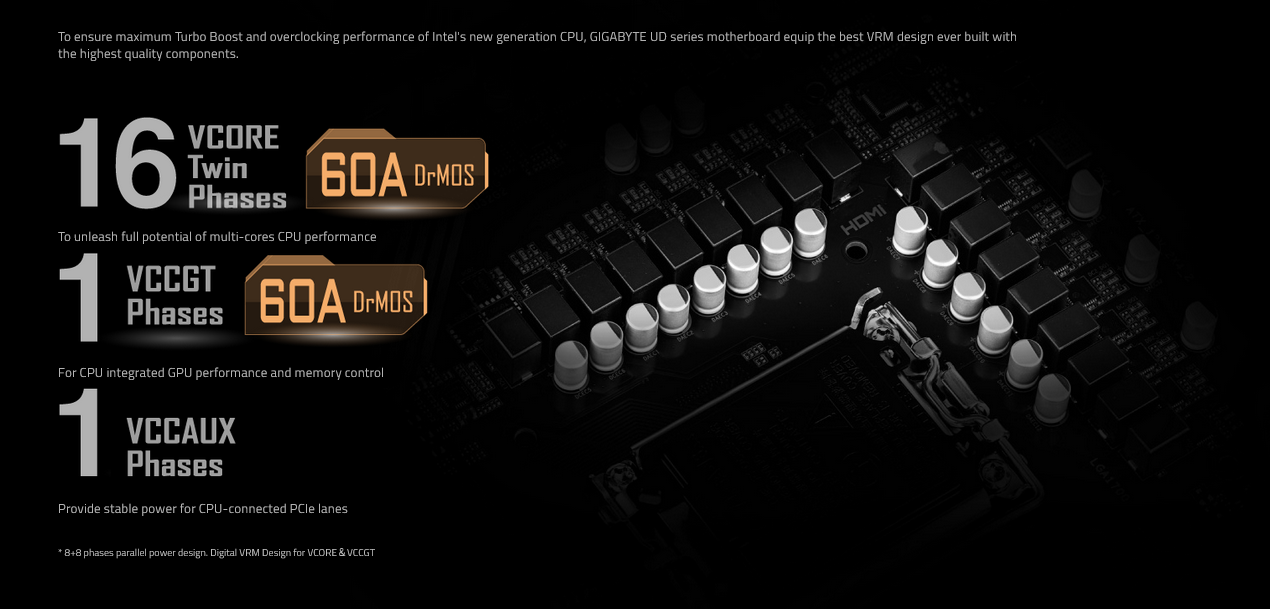 To ensure maximum Turbo Boost and overclocking performance of Intel's new generation CPU, GIGABYTE UD series motherboard equip the best VRM design ever built with
the highest quality components.
16 VCORE
Twin
Phases
60A DrMOS
To unleash full potential of multi-cores CPU performance
1 VCCGT
Phases
60A DrMOS
For CPU integrated GPU performance and memory control
1 VCCAUX
Phases
Provide stable power for CPU-connected PCIe lanes
* 8+8 phases parallel power design. Digital VRM Design for VCORE & VCCGT
HDMI